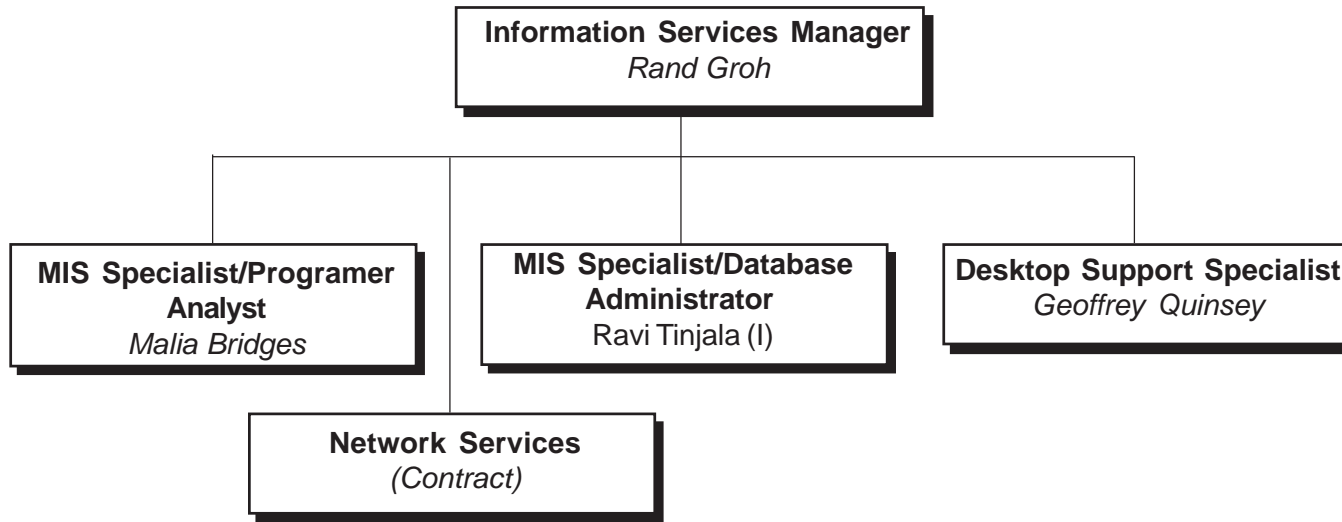 Information Services Manager
Rand Groh
MIS Specialist/Programer
Analyst
Malia Bridges
MIS Specialist/Database
Administrator
Ravi Tinjala (I)
Desktop Support Specialist
Geoffrey Quinsey
Network Services
(Contract)